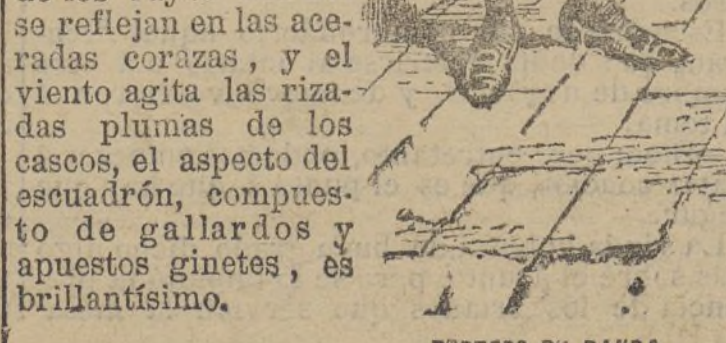 se reflejan en las ace-
radas corazas, y el
viento agita las riza-
das plumas de los
cascos, el aspecto del
escuadrón, compues-
to de gallardos y
apuestos ginetes, es
brillantísimo.